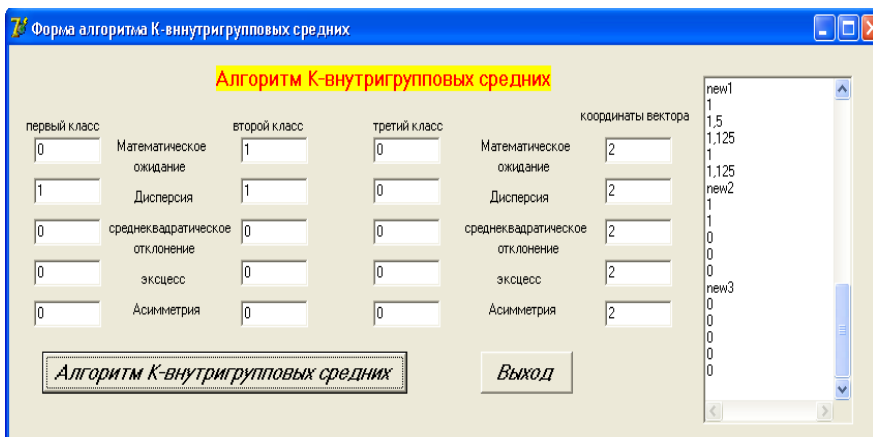 Форма алгоритма К-вннутригрупповых средних
Алгоритм К-внутригрупповых средних
первый класс
второй класс
третий класс
координаты вектора
0
Математическое
ожидание
1
0
Математическое
ожидание
2
1
Дисперсия
1
0
Дисперсия
2
0
среднеквадратическое
отклонение
0
0
среднеквадратическое
отклонение
2
0
эксцесс
0
0
эксцесс
2
0
Асимметрия
0
0
Асимметрия
2
Алгоритм К-внутригрупповых средних
Выход
new1
1
1,5
1,125
1
1,125
new2
1
1
0
0
0
new3
0
0
0
0
0